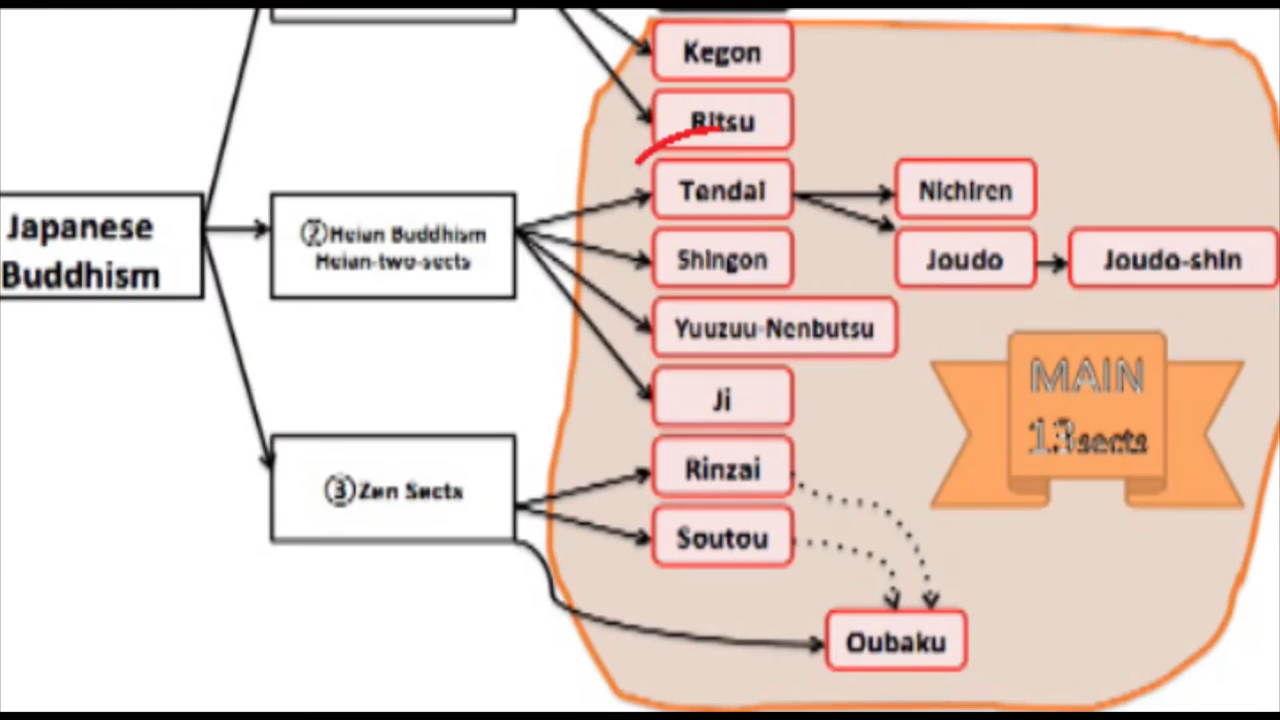 Kegon
Ritsu
Japanese
Buddhism
②Heian Buddhism
Heian-two-sects
Tendai
Nichiren
Shingon
Joudo
Joudo-shin
Yuuzuu-Nenbutsu
MAIN
13sects
Ji
③Zen Sects
Rinzai
Soutou
Oubaku